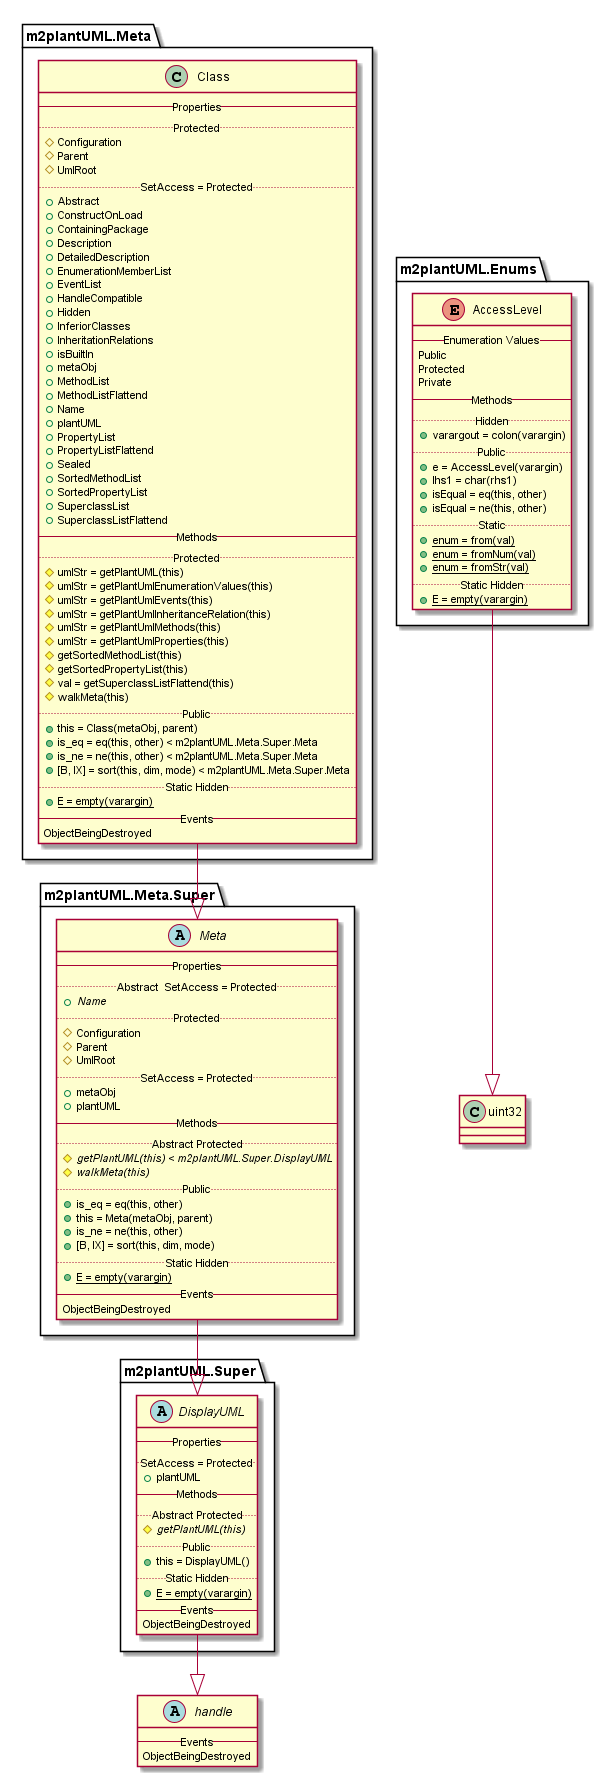 m2plantUML.Meta
C Class
Properties
Protected
Configuration
Parent
UmlRoot
SetAccess = Protected
Abstract
ConstructOnLoad
ContainingPackage
Description
DetailedDescription
EnumerationMemberList
EventList
HandleCompatible
Hidden
InferiorClasses
InheritationRelations
isBuiltIn
metaObj
MethodList
MethodListFlattend
Name
plantUML
PropertyList
PropertyListFlattend
Sealed
SortedMethodList
SortedPropertyList
SuperclassList
SuperclassListFlattend
Methods
Protected
umlStr = getPlantUML(this)
umlStr = getPlantUmlEnumerationValues(this)
umlStr = getPlantUmlEvents(this)
umlStr = getPlantUmlInheritanceRelation(this)
umlStr = getPlantUmlMethods(this)
umlStr = getPlantUmlProperties(this)
getSortedMethodList(this)
getSortedPropertyList(this)
val = getSuperclassListFlattend(this)
walkMeta(this)
Public
this = Class(metaObj, parent)
is_eq = eq(this, other) < m2plantUML.Meta.Super.Meta
is_ne = ne(this, other) < m2plantUML.Meta.Super.Meta
[B, IX] = sort(this, dim, mode) < m2plantUML.Meta.Super.Meta
Static Hidden
E = empty(varargin)
Events
ObjectBeingDestroyed
m2plantUML.Enums
E AccessLevel
Enumeration Values
Public
Protected
Private
Methods
Hidden
varargout = colon(varargin)
Public
e = AccessLevel(varargin)
lhs1 = char(rhs1)
isEqual = eq(this, other)
isEqual = ne(this, other)
Static
enum = from(val)
enum = fromNum(val)
enum = fromStr(val)
Static Hidden
E = empty(varargin)
m2plantUML.Meta.Super
A Meta
Properties
Abstract SetAccess = Protected
Name
Protected
Configuration
Parent
UmlRoot
SetAccess = Protected
metaObj
plantUML
Methods
Abstract Protected
getPlantUML(this) < m2plantUML.Super.DisplayUML
walkMeta(this)
Public
is_eq = eq(this, other)
this = Meta(metaObj, parent)
is_ne = ne(this, other)
[B, IX] = sort(this, dim, mode)
Static Hidden
E = empty(varargin)
Events
ObjectBeingDestroyed
C uint32
m2plantUML.Super
A DisplayUML
Properties
SetAccess = Protected
plantUML
Methods
Abstract Protected
getPlantUML(this)
Public
this = DisplayUML()
Static Hidden
E = empty(varargin)
Events
ObjectBeingDestroyed
A handle
Events
ObjectBeingDestroyed